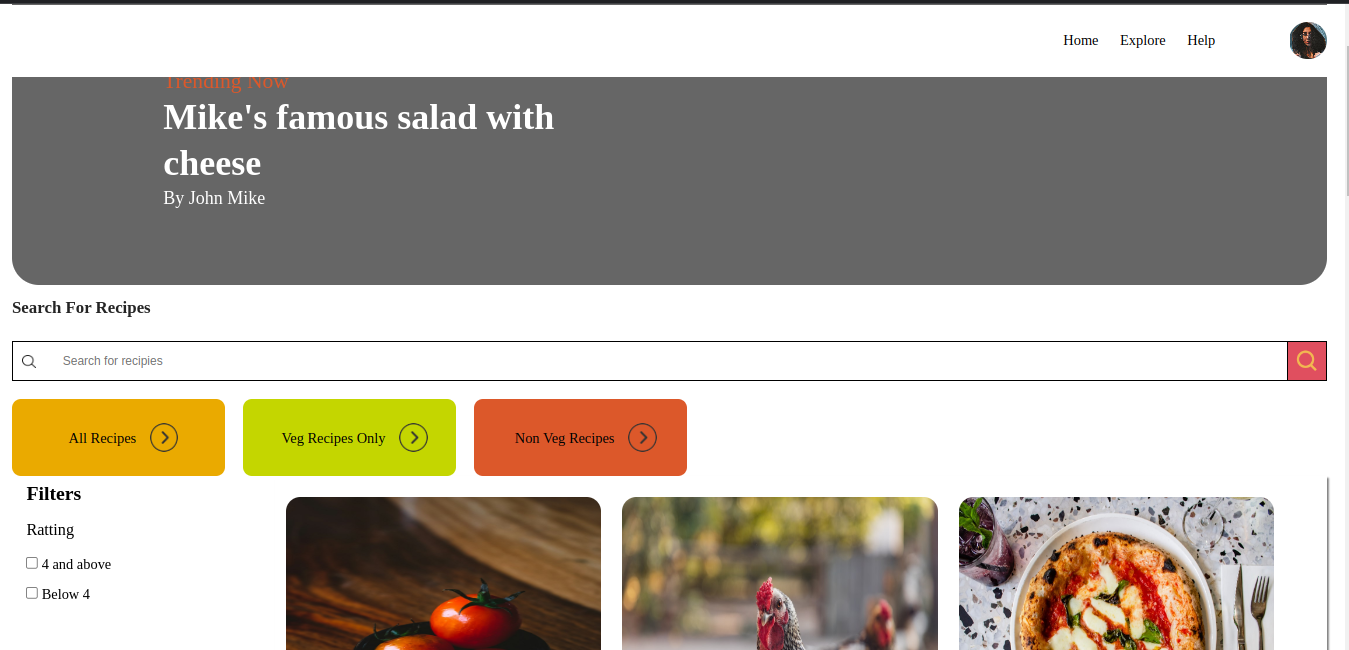 Home Explore Help
Trending Now
Mike's famous salad with
cheese
By John Mike
Search For Recipes
Search for recipies
All Recipes
Veg Recipes Only
Non Veg Recipes
Filters
Ratting
4 and above
Below 4